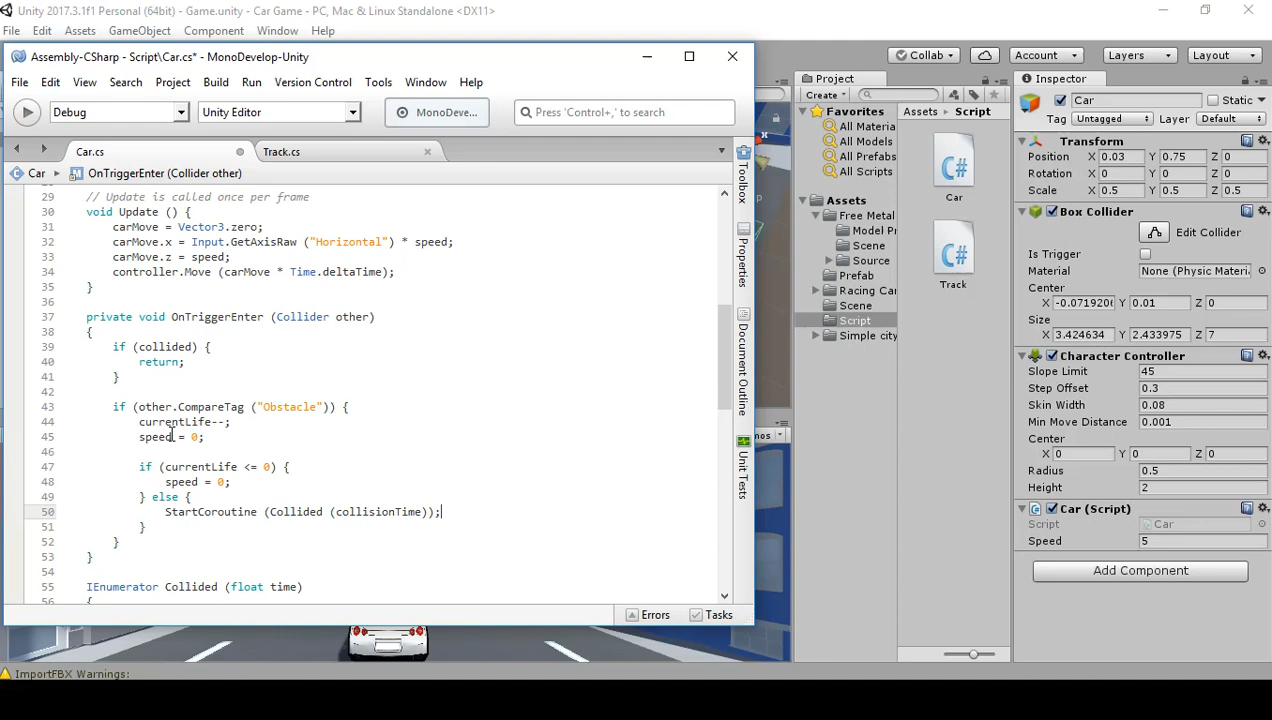 Unity 2017.3.1f1 Personal (64bit) - Game.unity - Car Game - PC, Mac & Linux Standalone <DX11>
File Edit Assets GameObject Component Window Help
Collab Account Layers Layout
Assembly-CSharp - Script\Car.cs* - MonoDevelop-Unity
File Edit View Search Project Build Run Version Control Tools Window Help
Debug Unity Editor MonoDeve... Press 'Control+,' to search
Car.cs Track.cs
Car OnTriggerEnter (Collider other)
29 // Update is called once per frame
30 void Update () {
31 carMove = Vector3.zero;
32 carMove.x = Input.GetAxisRaw ("Horizontal") * speed;
33 carMove.z = speed;
34 controller.Move (carMove * Time.deltaTime);
35 }
36
37 private void OnTriggerEnter (Collider other)
38 {
39 if (collided) {
40 return;
41 }
42
43 if (other.CompareTag ("Obstacle")) {
44 currentLife--;
45 speed = 0;
46
47 if (currentLife <= 0) {
48 speed = 0;
49 } else {
50 StartCoroutine (Collided (collisionTime));
51 }
52 }
53 }
54
55 IEnumerator Collided (float time)
{
Errors Tasks
Toolbox
Properties
Document Outline
Unit Tests
Project
Create
Favorites
All Materia
All Models
All Prefabs
All Scripts
Assets
Free Metal
Model Pr
Scene
Source
Prefab
Racing Car
Scene
Script
Simple city
Assets Script
Car
Track
Inspector
Car Static
Tag Untagged Layer Default
Transform
Position X 0.03 Y 0.75 Z 0
Rotation X 0 Y 0 Z 0
Scale X 0.5 Y 0.5 Z 0.5
Box Collider
Edit Collider
Is Trigger
Material None (Physic Materi
Center
X -0.071920 Y 0.01 Z 0
Size
X 3.424634 Y 2.433975 Z 7
Character Controller
Slope Limit 45
Step Offset 0.3
Skin Width 0.08
Min Move Distance 0.001
Center
X 0 Y 0 Z 0
Radius 0.5
Height 2
Car (Script)
Script Car
Speed 5
Add Component
ImportFBX Warnings: